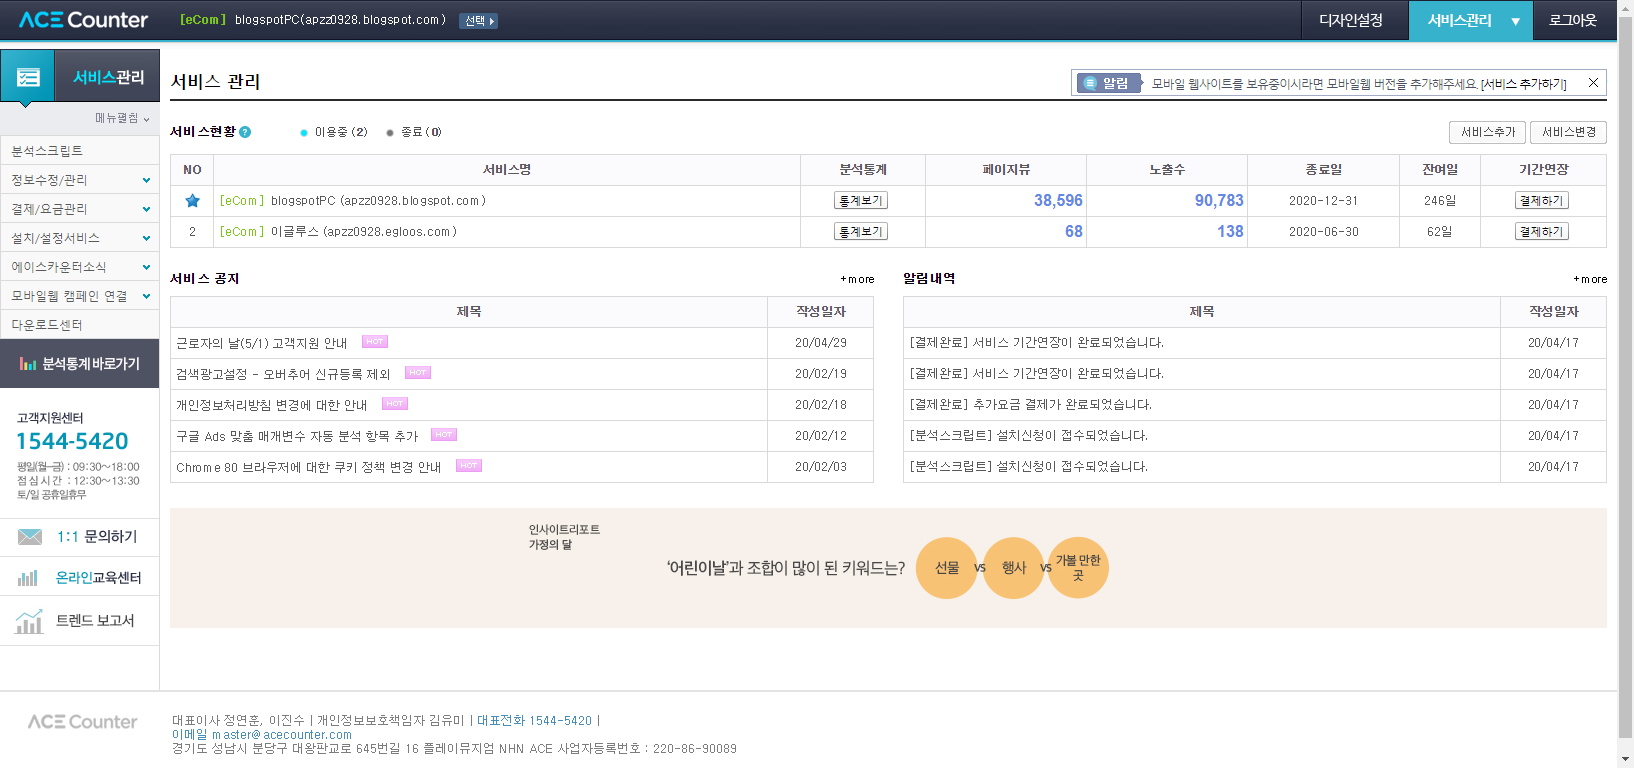 ACE Counter [eCom] blogspotPC(apzz0928.blogspot.com) 선택 디자인설정 서비스관리 ▼ 로그아웃
서비스관리
메뉴펼침
분석스크립트
정보수정/관리
결제/요금관리
설치/설정서비스
에이스카운터소식
모바일웹 캠페인 연결
다운로드센터
분석통계 바로가기
고객지원센터
1544-5420
평일(월~금) : 09:30~18:00
점 심 시 간 : 12:30~13:30
토/일 공휴일휴무
1:1 문의하기
온라인교육센터
트렌드 보고서
서비스 관리
알림 모바일 웹사이트를 보유중이시라면 모바일웹 버전을 추가해주세요. [서비스 추가하기]
서비스현황 ? 이용중 (2) 종료 (0) 서비스추가 서비스변경
NO 서비스명 분석통계 페이지뷰 노출수 종료일 잔여일 기간연장
[eCom] blogspotPC (apzz0928.blogspot.com) 통계보기 38,596 90,783 2020-12-31 246일 결제하기
2 [eCom] 이글루스 (apzz0928.egloos.com) 통계보기 68 138 2020-06-30 62일 결제하기
서비스 공지 +more
제목 작성일자
근로자의 날(5/1) 고객지원 안내 HOT 20/04/29
검색광고설정 - 오버추어 신규등록 제외 HOT 20/02/19
개인정보처리방침 변경에 대한 안내 HOT 20/02/18
구글 Ads 맞춤 매개변수 자동 분석 항목 추가 HOT 20/02/12
Chrome 80 브라우저에 대한 쿠키 정책 변경 안내 HOT 20/02/03
알림내역 +more
제목 작성일자
[결제완료] 서비스 기간연장이 완료되었습니다. 20/04/17
[결제완료] 서비스 기간연장이 완료되었습니다. 20/04/17
[결제완료] 추가요금 결제가 완료되었습니다. 20/04/17
[분석스크립트] 설치신청이 접수되었습니다. 20/04/17
[분석스크립트] 설치신청이 접수되었습니다. 20/04/17
인사이트리포트
가정의 달
‘어린이날’과 조합이 많이 된 키워드는? 선물 vs 행사 vs 가볼 만한 곳
ACE Counter
대표이사 정연훈, 이진수 | 개인정보보호책임자 김유미 | 대표전화 1544-5420 |
이메일 master@acecounter.com
경기도 성남시 분당구 대왕판교로 645번길 16 플레이뮤지엄 NHN ACE 사업자등록번호 : 220-86-90089